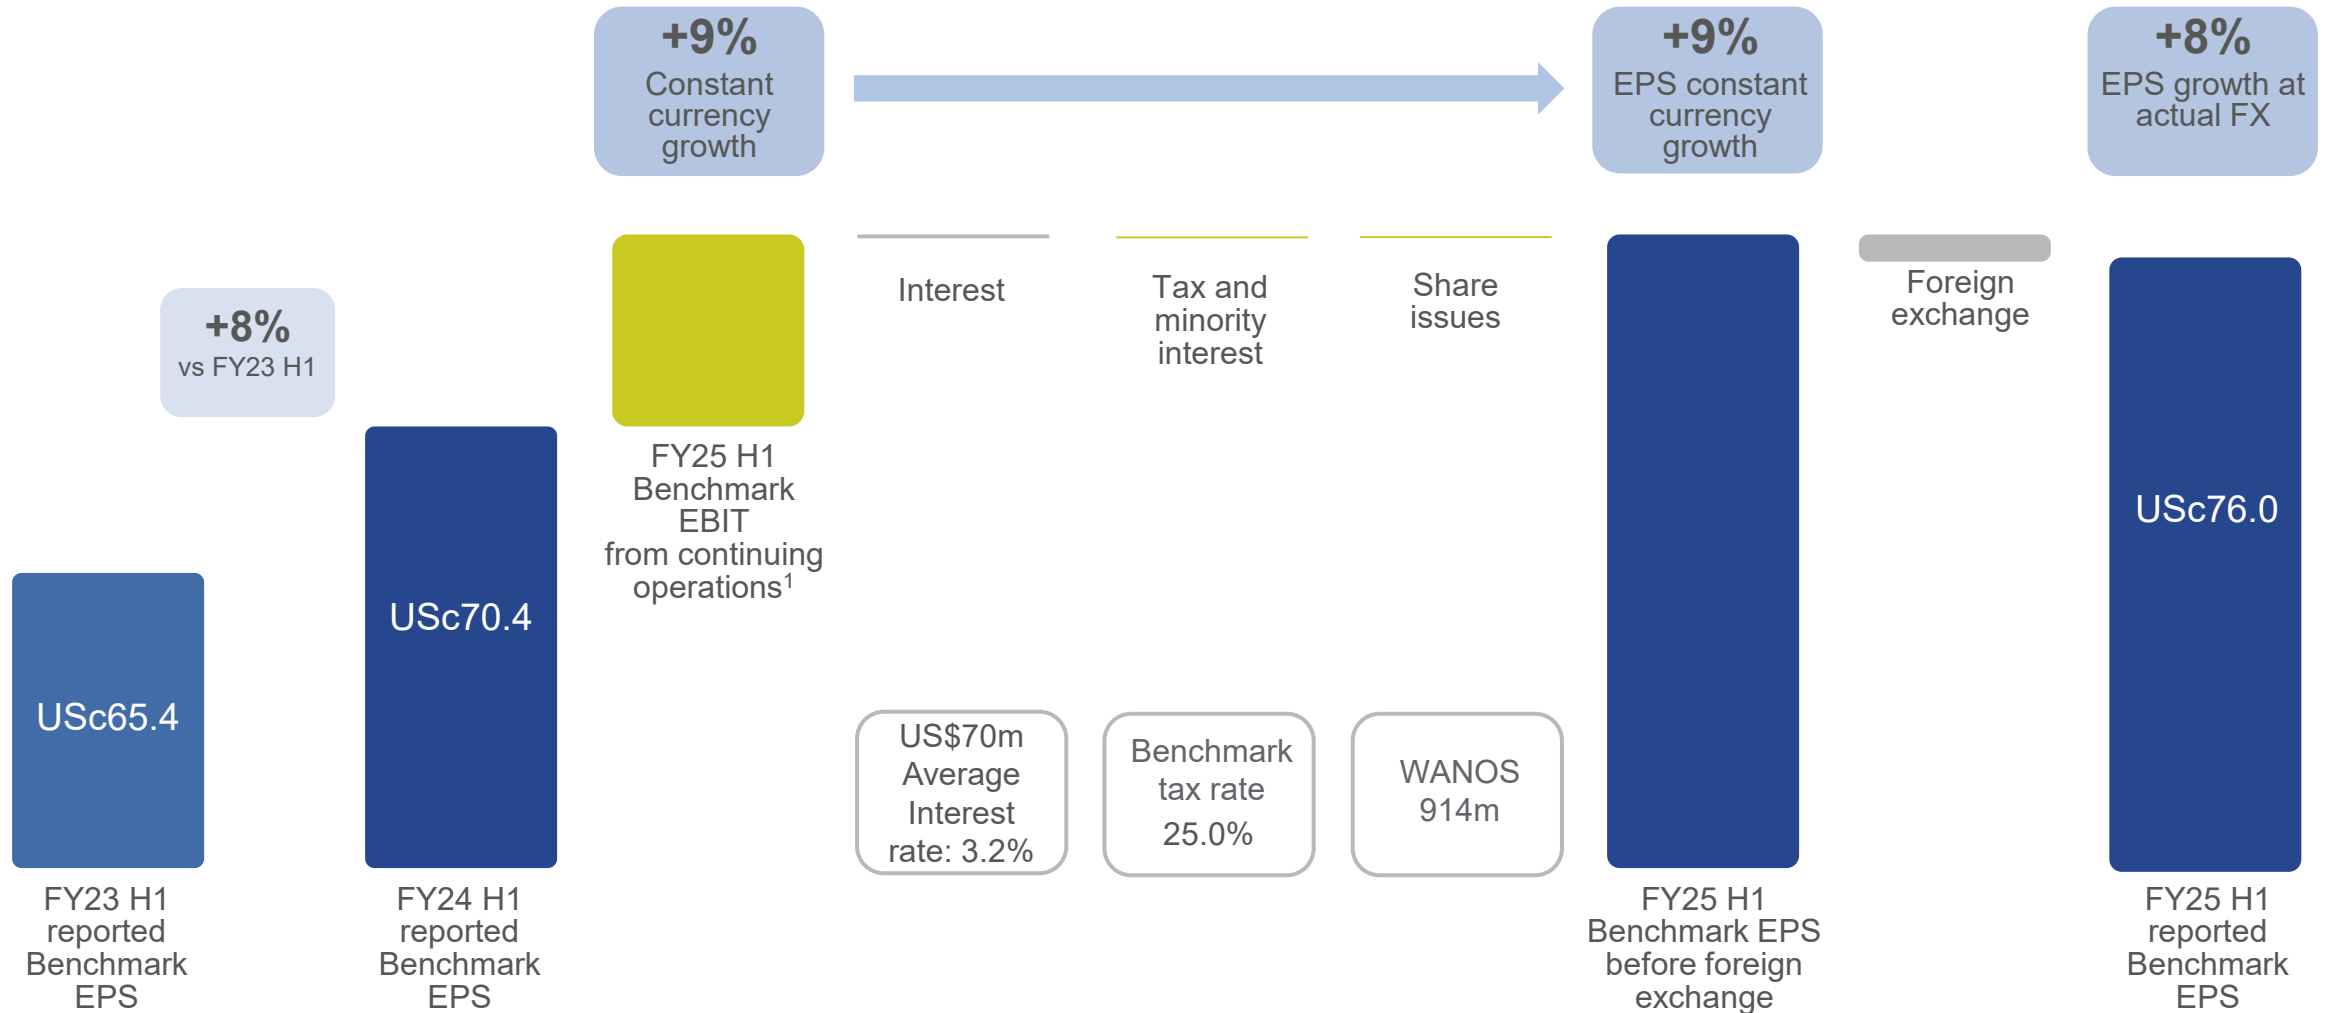 +9%
Constant
currency
growth
+9%
EPS constant
currency
growth
+8%
EPS growth at
actual FX
+8%
vs FY23 H1
Interest
Tax and
minority
interest
Share
issues
Foreign
exchange
FY25 H1
Benchmark
EBIT
from continuing
operations¹
USc65.4
USc70.4
USc76.0
US$70m
Average
Interest
rate: 3.2%
Benchmark
tax rate
25.0%
WANOS
914m
FY23 H1
reported
Benchmark
EPS
FY24 H1
reported
Benchmark
EPS
FY25 H1
Benchmark EPS
before foreign
exchange
FY25 H1
reported
Benchmark
EPS